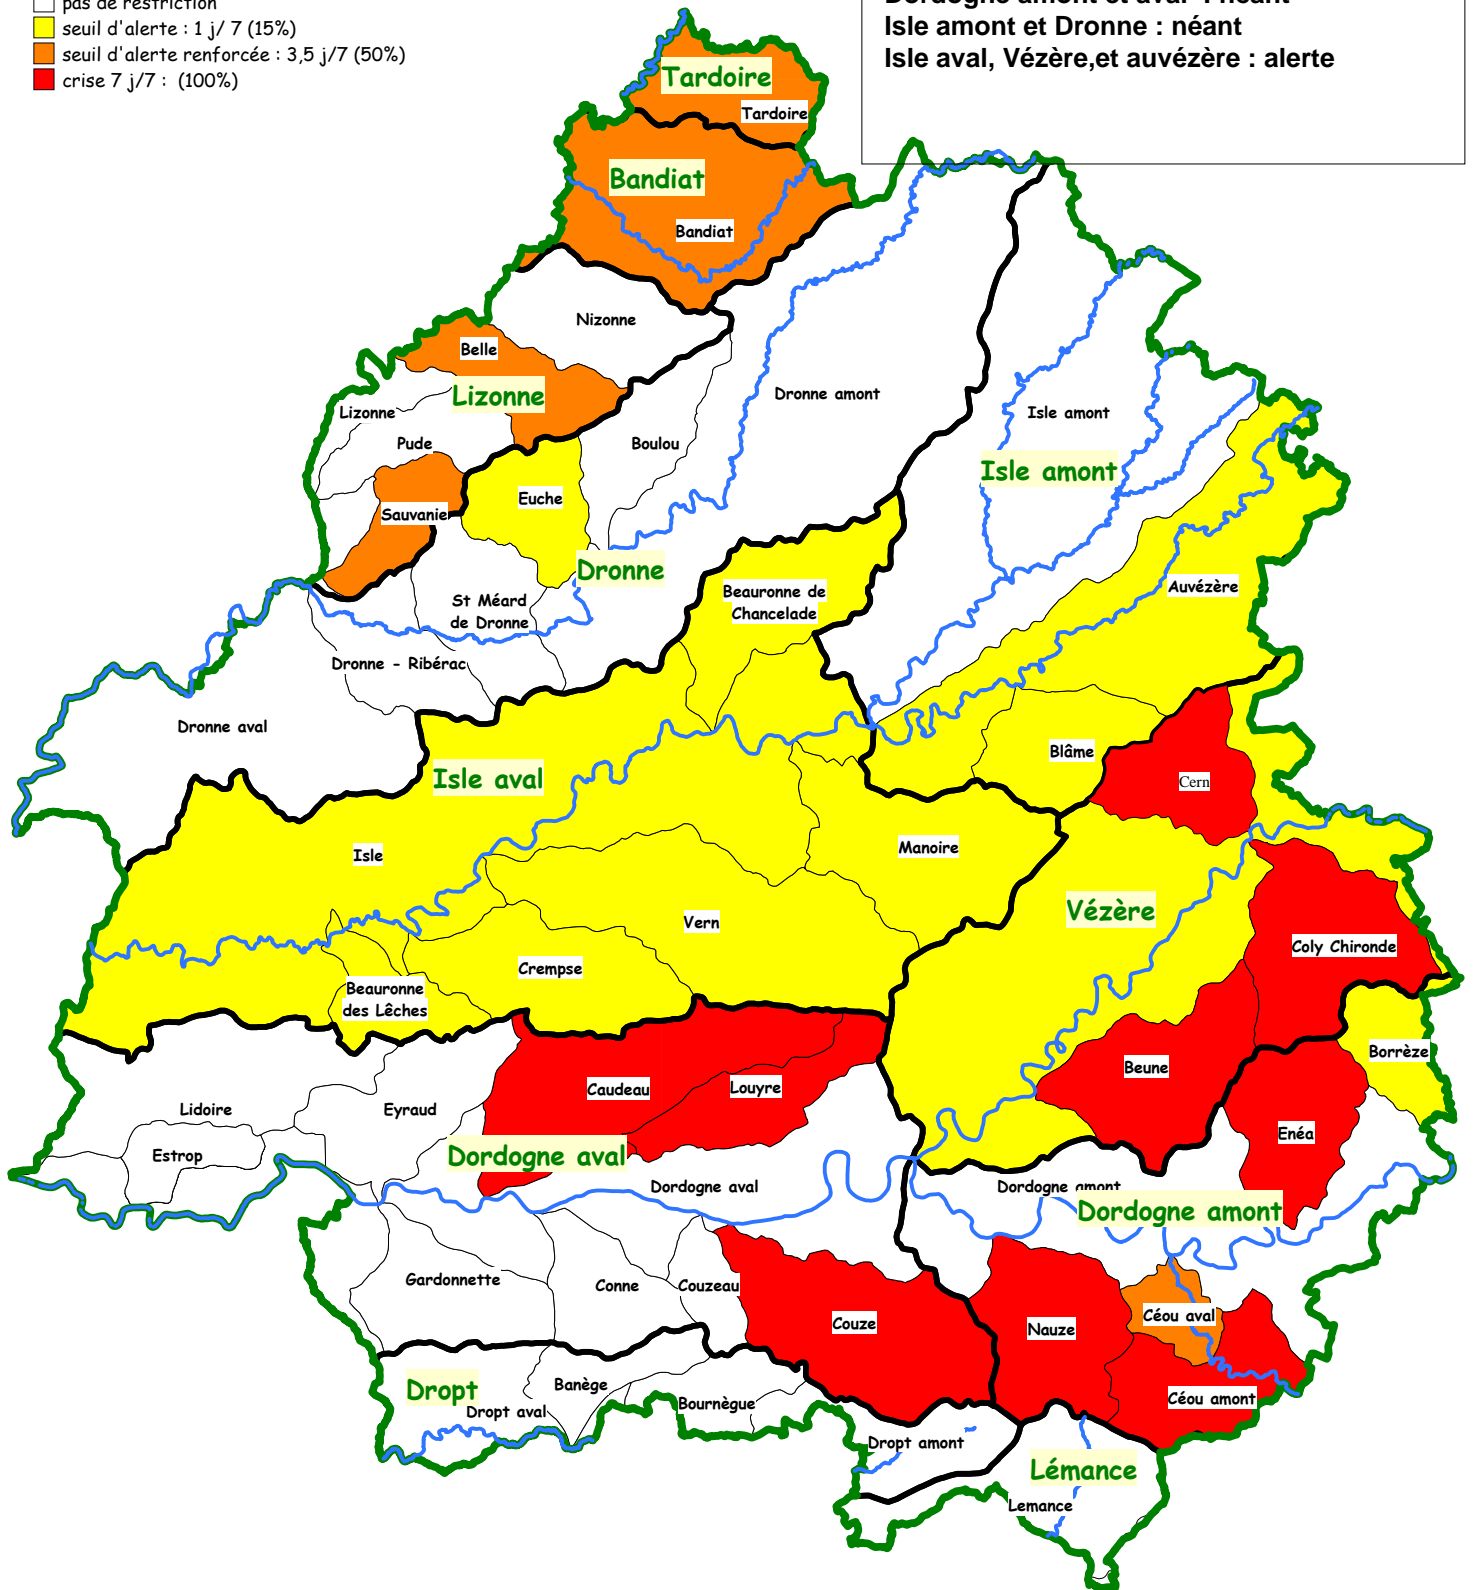 pas de restriction
seuil d'alerte : 1 j/ 7 (15%)
seuil d'alerte renforcée : 3,5 j/7 (50%)
crise 7 j/7 : (100%)
Dordogne amont et aval : néant
Isle amont et Dronne : néant
Isle aval, Vézère,et auvézère : alerte
Tardoire
Tardoire
Bandiat
Bandiat
Nizonne
Belle
Lizonne
Lizonne
Pude
Boulou
Dronne amont
Isle amont
Isle amont
Sauvanie
Euche
Dronne
St Méard
de Dronne
Beauronne de
Chancelade
Auvézère
Dronne - Ribérac
Dronne aval
Isle aval
Blâme
Cern
Isle
Manoire
Vézère
Vern
Coly Chironde
Crempse
Beauronne
des Lêches
Borrèze
Beune
Caudeau
Louyre
Lidoire
Eyraud
Enéa
Estrop
Dordogne aval
Dordogne aval
Dordogne amont
Dordogne amont
Gardonnette
Conne
Couzeau
Couze
Nauze
Céou aval
Céou amont
Dropt
Dropt aval
Banège
Bournègue
Dropt amont
Lémance
Lemance